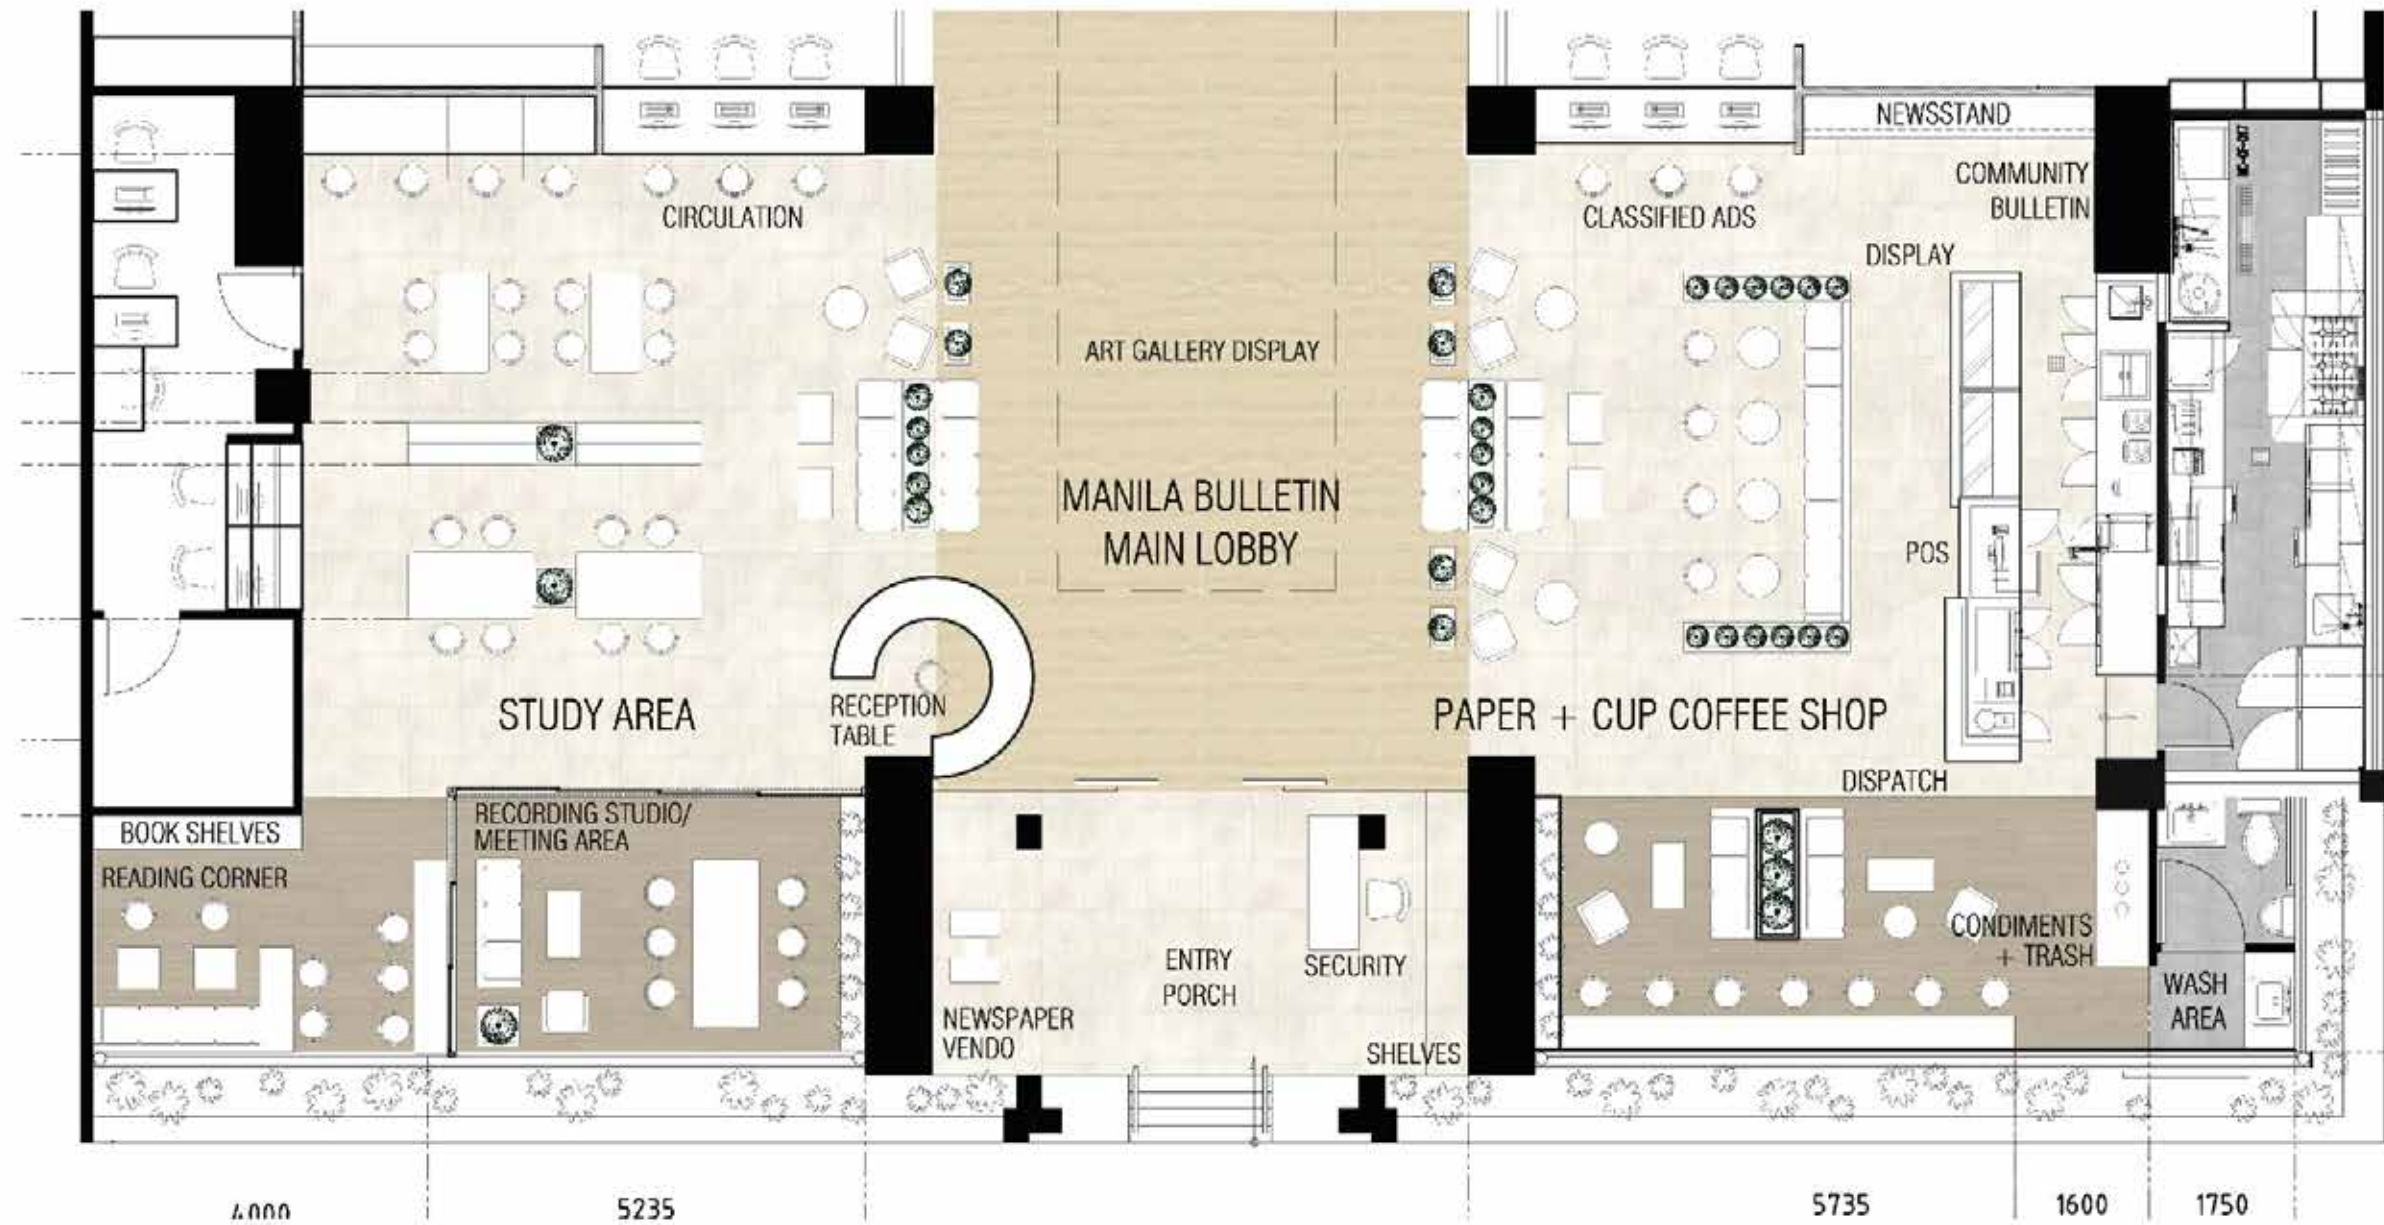 NEWSSTAND
COMMUNITY
BULLETIN
CIRCULATION
CLASSIFIED ADS
DISPLAY
ART GALLERY DISPLAY
MANILA BULLETIN
MAIN LOBBY
POS
STUDY AREA
RECEPTION
TABLE
PAPER + CUP COFFEE SHOP
DISPATCH
RECORDING STUDIO/
MEETING AREA
BOOK SHELVES
READING CORNER
CONDIMENTS
+ TRASH
ENTRY
PORCH
SECURITY
WASH
AREA
NEWSPAPER
VENDO
SHELVES
4000
5235
5735
1600
1750